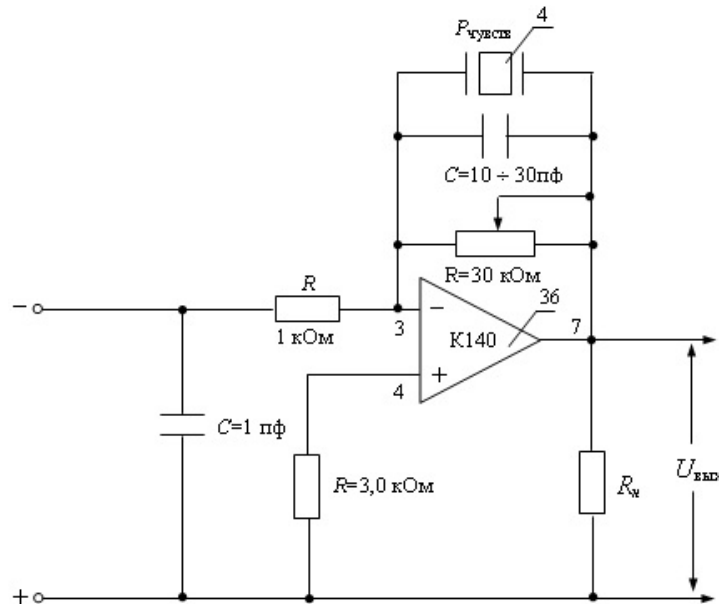 Pчувств
4
C=10 ÷ 30пф
R=30 кОм
R
1 кОм
3
−
К140
36
7
+
4
C=1 пф
R=3,0 кОм
Rн
Uвых
−
+